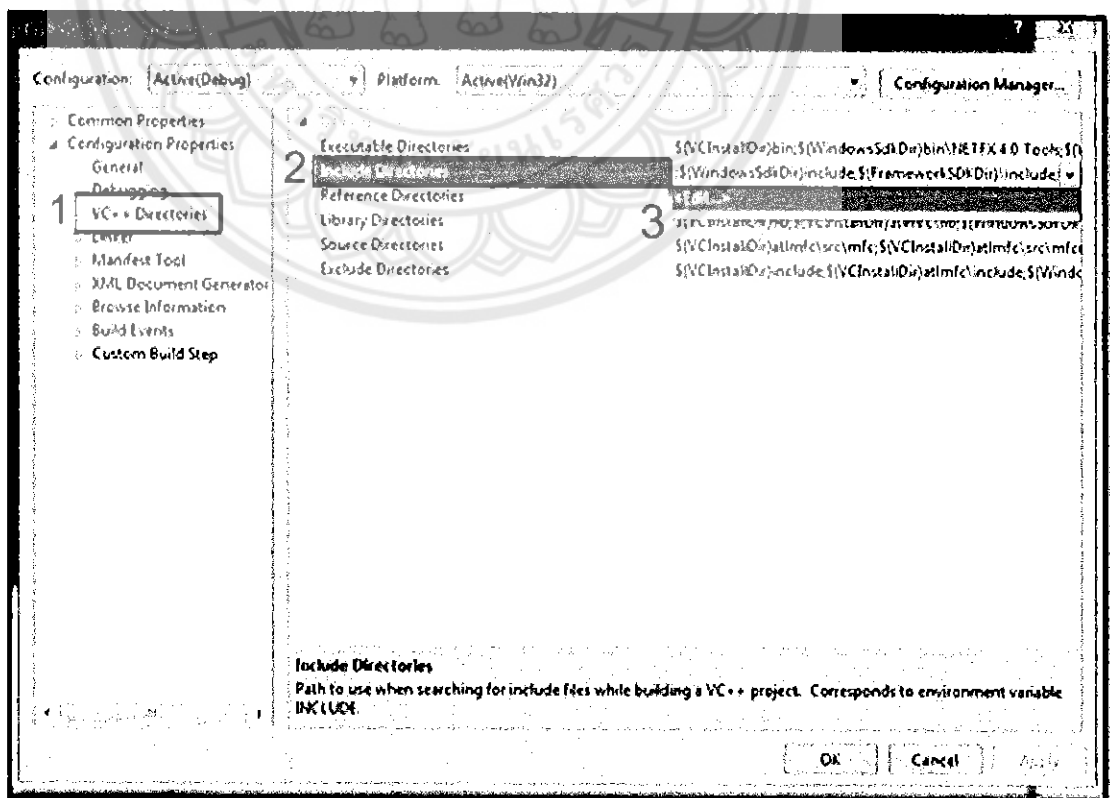 ?
Configuration: Active(Debug) Platform: Active(Win32) Configuration Manager...
Common Properties
Configuration Properties
General
Debugging
1 VC++ Directories
Linker
Manifest Tool
XML Document Generator
Browse Information
Build Events
Custom Build Step
Executable Directories $(VCInstallDir)bin;$(WindowsSdkDir)bin\NETFX 4.0 Tools;$(
2 Include Directories ;$(WindowsSdkDir)include;$(FrameworkSDKDir)\include;
Reference Directories
3
Library Directories
Source Directories $(VCInstallDir)atlmfc\src\mfc;$(VCInstallDir)atlmfc\src\mfc
Exclude Directories $(VCInstallDir)include;$(VCInstallDir)atlmfc\include;$(Windo
Include Directories
Path to use when searching for include files while building a VC++ project. Corresponds to environment variable
INCLUDE.
OK Cancel Apply